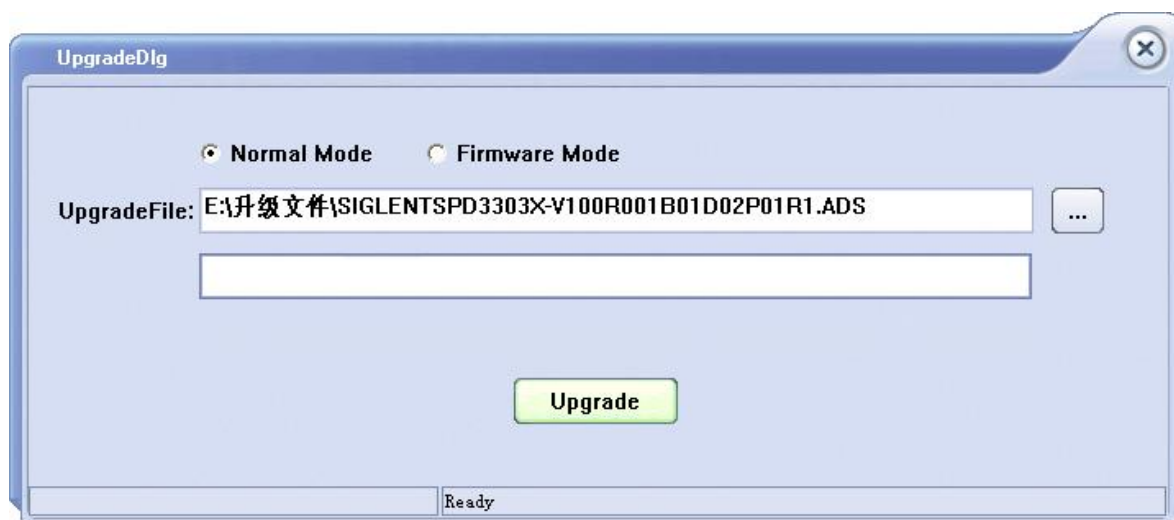 UpgradeDlg
Normal Mode Firmware Mode
UpgradeFile: E:\升级文件\SIGLENTSPD3303X-V100R001B01D02P01R1.ADS ...
Upgrade
Ready